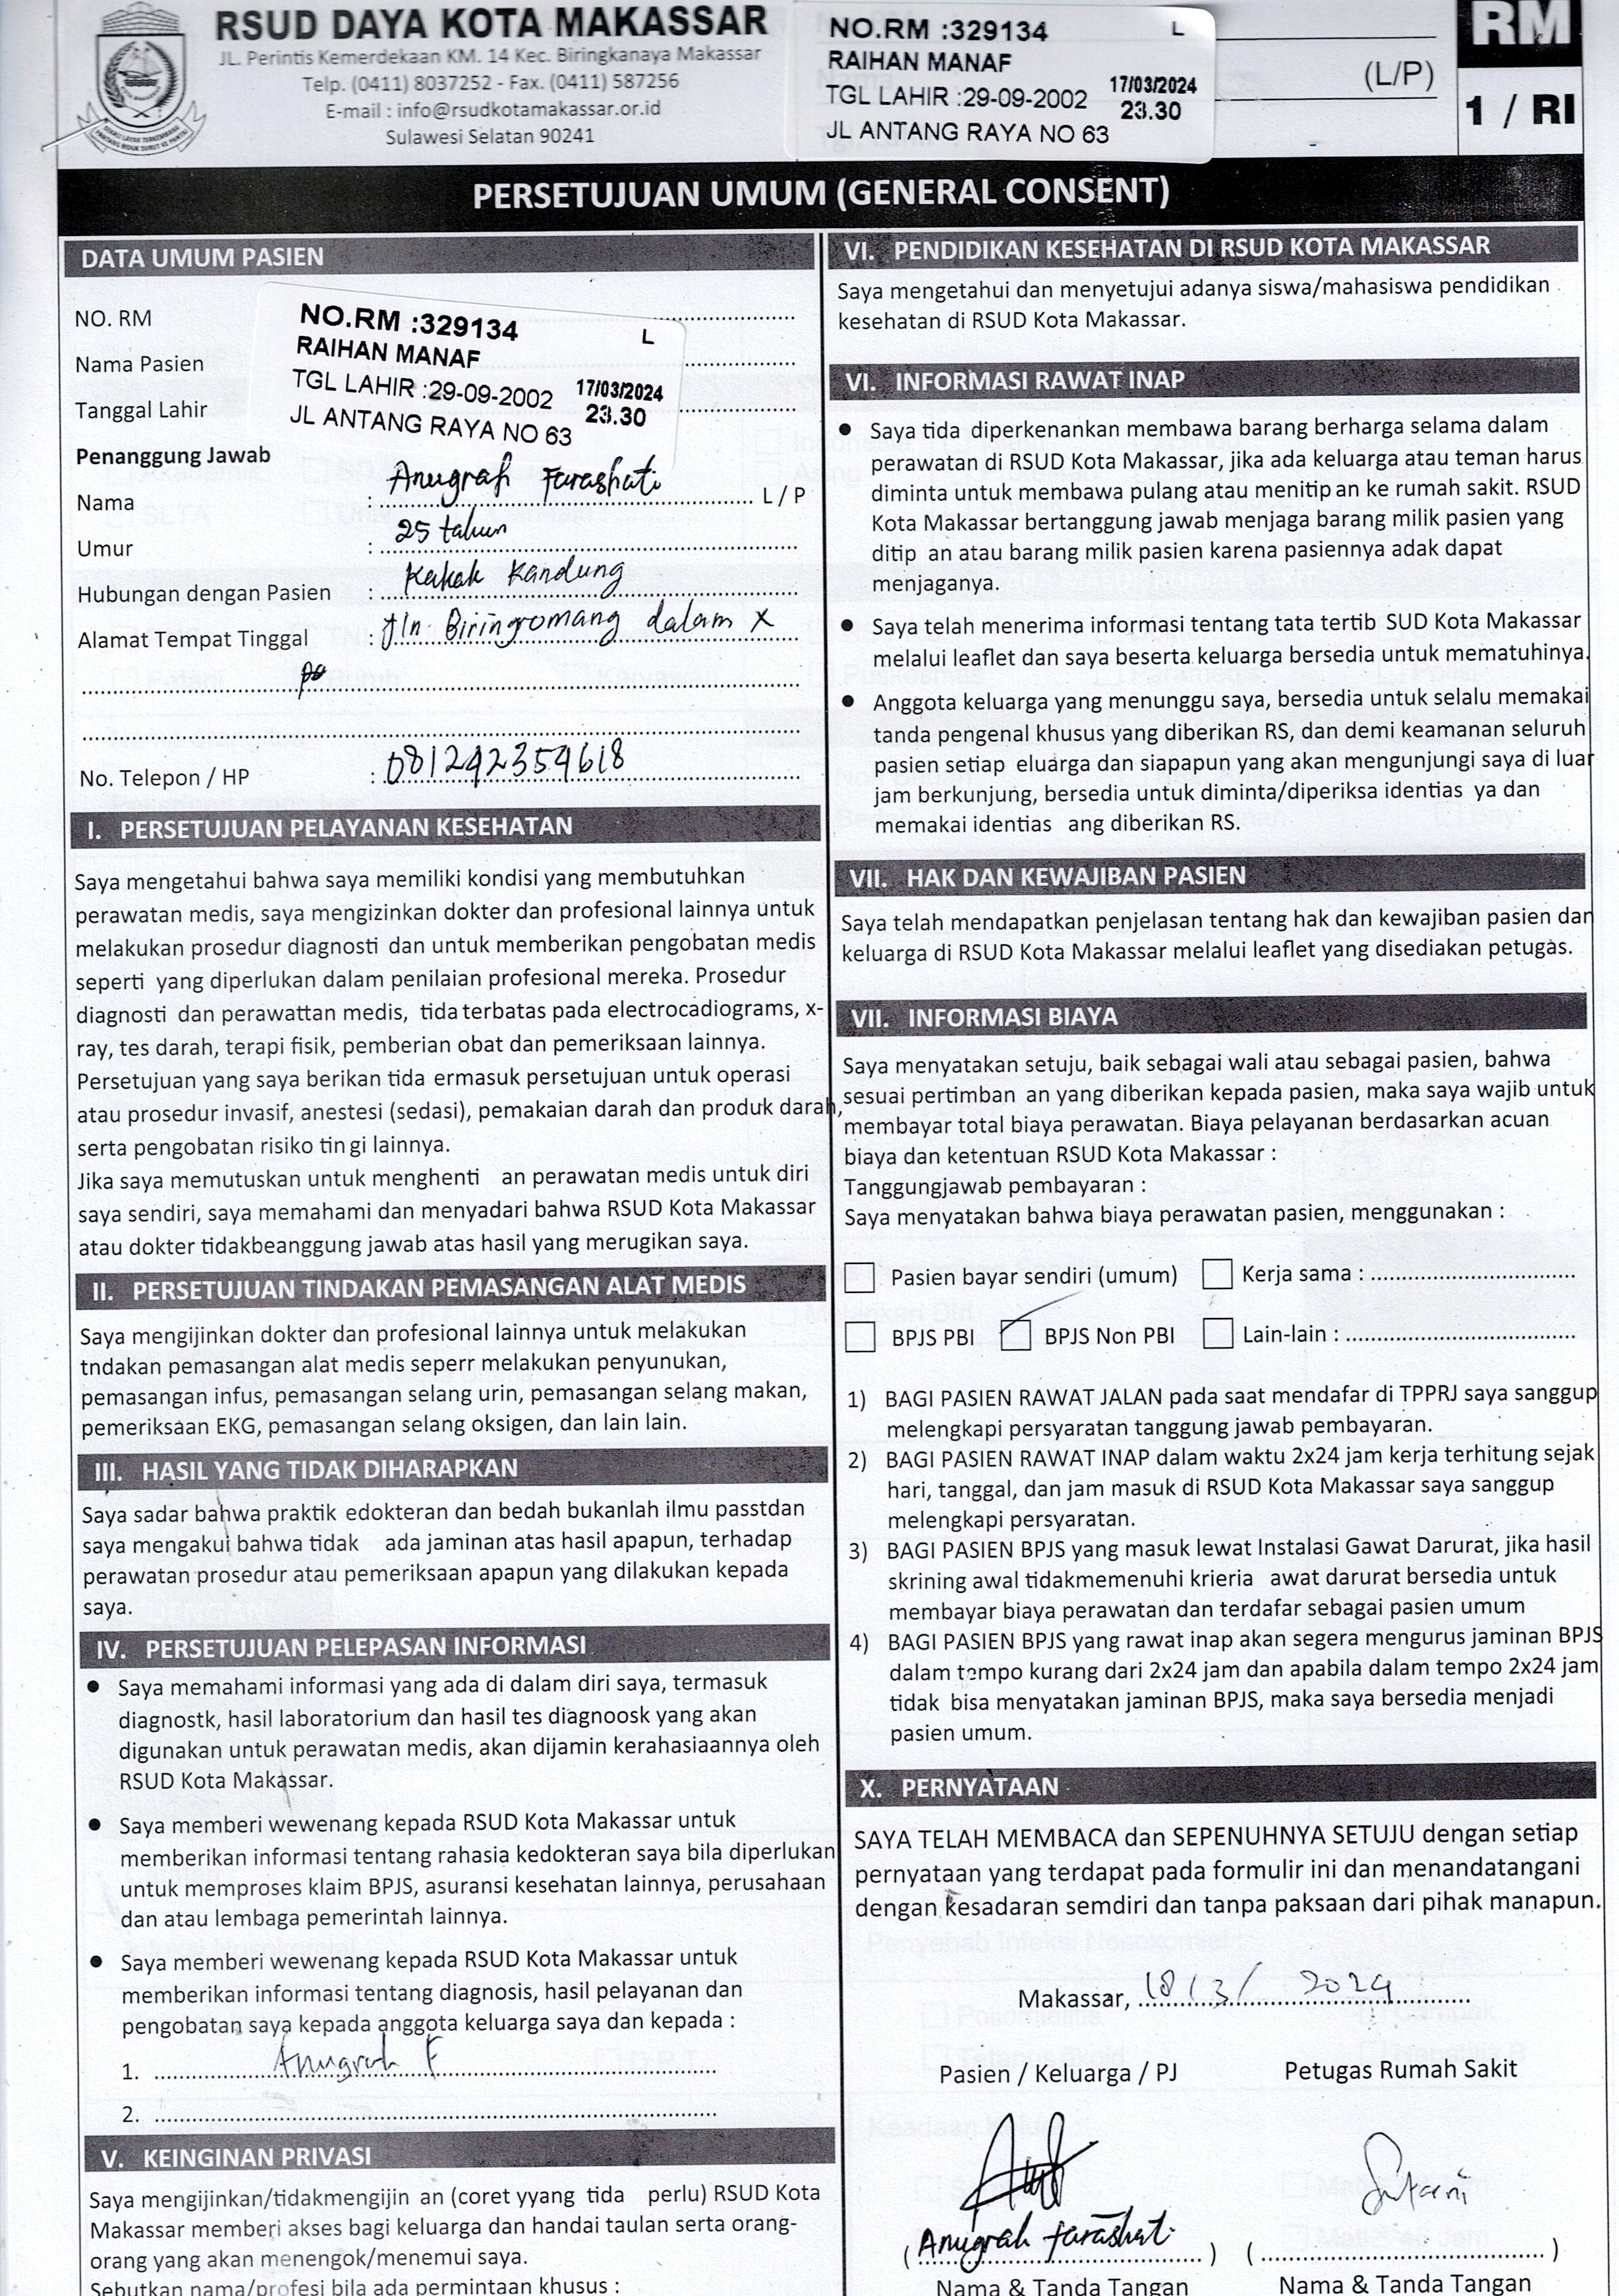 RSUD DAYA KOTA MAKASSAR
JL. Perintis Kemerdekaan KM. 14 Kec. Biringkanaya Makassar
Telp. (0411) 8037252 - Fax. (0411) 587256
E-mail : info@rsudkotamakassar.or.id
Sulawesi Selatan 90241
NO.RM :329134 L
RAIHAN MANAF
TGL LAHIR :29-09-2002 17/03/2024
23.30
JL ANTANG RAYA NO 63
(L/P)
RM
1 / RI
PERSETUJUAN UMUM (GENERAL CONSENT)
DATA UMUM PASIEN
NO. RM
Nama Pasien
Tanggal Lahir
NO.RM :329134 L
RAIHAN MANAF
TGL LAHIR :29-09-2002 17/03/2024
23.30
JL ANTANG RAYA NO 63
Penanggung Jawab
Nama : Anugrah Farashati L / P
Umur : 25 tahun
Hubungan dengan Pasien : Kakak Kandung
Alamat Tempat Tinggal : Jln. Biringromang dalam X
No. Telepon / HP : 081242354618
I. PERSETUJUAN PELAYANAN KESEHATAN
Saya mengetahui bahwa saya memiliki kondisi yang membutuhkan
perawatan medis, saya mengizinkan dokter dan profesional lainnya untuk
melakukan prosedur diagnosti dan untuk memberikan pengobatan medis
seperti yang diperlukan dalam penilaian profesional mereka. Prosedur
diagnosti dan perawattan medis, tida terbatas pada electrocadiograms, x-
ray, tes darah, terapi fisik, pemberian obat dan pemeriksaan lainnya.
Persetujuan yang saya berikan tida ermasuk persetujuan untuk operasi
atau prosedur invasif, anestesi (sedasi), pemakaian darah dan produk darah,
serta pengobatan risiko tin gi lainnya.
Jika saya memutuskan untuk menghenti an perawatan medis untuk diri
saya sendiri, saya memahami dan menyadari bahwa RSUD Kota Makassar
atau dokter tidakbeanggung jawab atas hasil yang merugikan saya.
II. PERSETUJUAN TINDAKAN PEMASANGAN ALAT MEDIS
Saya mengijinkan dokter dan profesional lainnya untuk melakukan
tndakan pemasangan alat medis seperr melakukan penyunukan,
pemasangan infus, pemasangan selang urin, pemasangan selang makan,
pemeriksaan EKG, pemasangan selang oksigen, dan lain lain.
III. HASIL YANG TIDAK DIHARAPKAN
Saya sadar bahwa praktik edokteran dan bedah bukanlah ilmu passtdan
saya mengakui bahwa tidak ada jaminan atas hasil apapun, terhadap
perawatan prosedur atau pemeriksaan apapun yang dilakukan kepada
saya.
IV. PERSETUJUAN PELEPASAN INFORMASI
● Saya memahami informasi yang ada di dalam diri saya, termasuk
diagnostk, hasil laboratorium dan hasil tes diagnoosk yang akan
digunakan untuk perawatan medis, akan dijamin kerahasiaannya oleh
RSUD Kota Makassar.
● Saya memberi wewenang kepada RSUD Kota Makassar untuk
memberikan informasi tentang rahasia kedokteran saya bila diperlukan
untuk memproses klaim BPJS, asuransi kesehatan lainnya, perusahaan
dan atau lembaga pemerintah lainnya.
● Saya memberi wewenang kepada RSUD Kota Makassar untuk
memberikan informasi tentang diagnosis, hasil pelayanan dan
pengobatan saya kepada anggota keluarga saya dan kepada :
1. Anugrah F
2.
V. KEINGINAN PRIVASI
Saya mengijinkan/tidakmengijin an (coret yyang tida perlu) RSUD Kota
Makassar memberi akses bagi keluarga dan handai taulan serta orang-
orang yang akan menengok/menemui saya.
Sebutkan nama/profesi bila ada permintaan khusus :
VI. PENDIDIKAN KESEHATAN DI RSUD KOTA MAKASSAR
Saya mengetahui dan menyetujui adanya siswa/mahasiswa pendidikan
kesehatan di RSUD Kota Makassar.
VI. INFORMASI RAWAT INAP
● Saya tida diperkenankan membawa barang berharga selama dalam
perawatan di RSUD Kota Makassar, jika ada keluarga atau teman harus
diminta untuk membawa pulang atau menitip an ke rumah sakit. RSUD
Kota Makassar bertanggung jawab menjaga barang milik pasien yang
ditip an atau barang milik pasien karena pasiennya adak dapat
menjaganya.
● Saya telah menerima informasi tentang tata tertib SUD Kota Makassar
melalui leaflet dan saya beserta keluarga bersedia untuk mematuhinya.
● Anggota keluarga yang menunggu saya, bersedia untuk selalu memakai
tanda pengenal khusus yang diberikan RS, dan demi keamanan seluruh
pasien setiap eluarga dan siapapun yang akan mengunjungi saya di luar
jam berkunjung, bersedia untuk diminta/diperiksa identias ya dan
memakai identias ang diberikan RS.
VII. HAK DAN KEWAJIBAN PASIEN
Saya telah mendapatkan penjelasan tentang hak dan kewajiban pasien dan
keluarga di RSUD Kota Makassar melalui leaflet yang disediakan petugas.
VII. INFORMASI BIAYA
Saya menyatakan setuju, baik sebagai wali atau sebagai pasien, bahwa
sesuai pertimban an yang diberikan kepada pasien, maka saya wajib untuk
membayar total biaya perawatan. Biaya pelayanan berdasarkan acuan
biaya dan ketentuan RSUD Kota Makassar :
Tanggungjawab pembayaran :
Saya menyatakan bahwa biaya perawatan pasien, menggunakan :
Pasien bayar sendiri (umum) Kerja sama :
BPJS PBI BPJS Non PBI Lain-lain :
1) BAGI PASIEN RAWAT JALAN pada saat mendafar di TPPRJ saya sanggup
melengkapi persyaratan tanggung jawab pembayaran.
2) BAGI PASIEN RAWAT INAP dalam waktu 2x24 jam kerja terhitung sejak
hari, tanggal, dan jam masuk di RSUD Kota Makassar saya sanggup
melengkapi persyaratan.
3) BAGI PASIEN BPJS yang masuk lewat Instalasi Gawat Darurat, jika hasil
skrining awal tidakmemenuhi krieria awat darurat bersedia untuk
membayar biaya perawatan dan terdafar sebagai pasien umum
4) BAGI PASIEN BPJS yang rawat inap akan segera mengurus jaminan BPJS
dalam tempo kurang dari 2x24 jam dan apabila dalam tempo 2x24 jam
tidak bisa menyatakan jaminan BPJS, maka saya bersedia menjadi
pasien umum.
X. PERNYATAAN
SAYA TELAH MEMBACA dan SEPENUHNYA SETUJU dengan setiap
pernyataan yang terdapat pada formulir ini dan menandatangani
dengan kesadaran semdiri dan tanpa paksaan dari pihak manapun.
Makassar, 18/3/ 2024
Pasien / Keluarga / PJ Petugas Rumah Sakit
(Anugrah farashati) ( )
Nama & Tanda Tangan Nama & Tanda Tangan